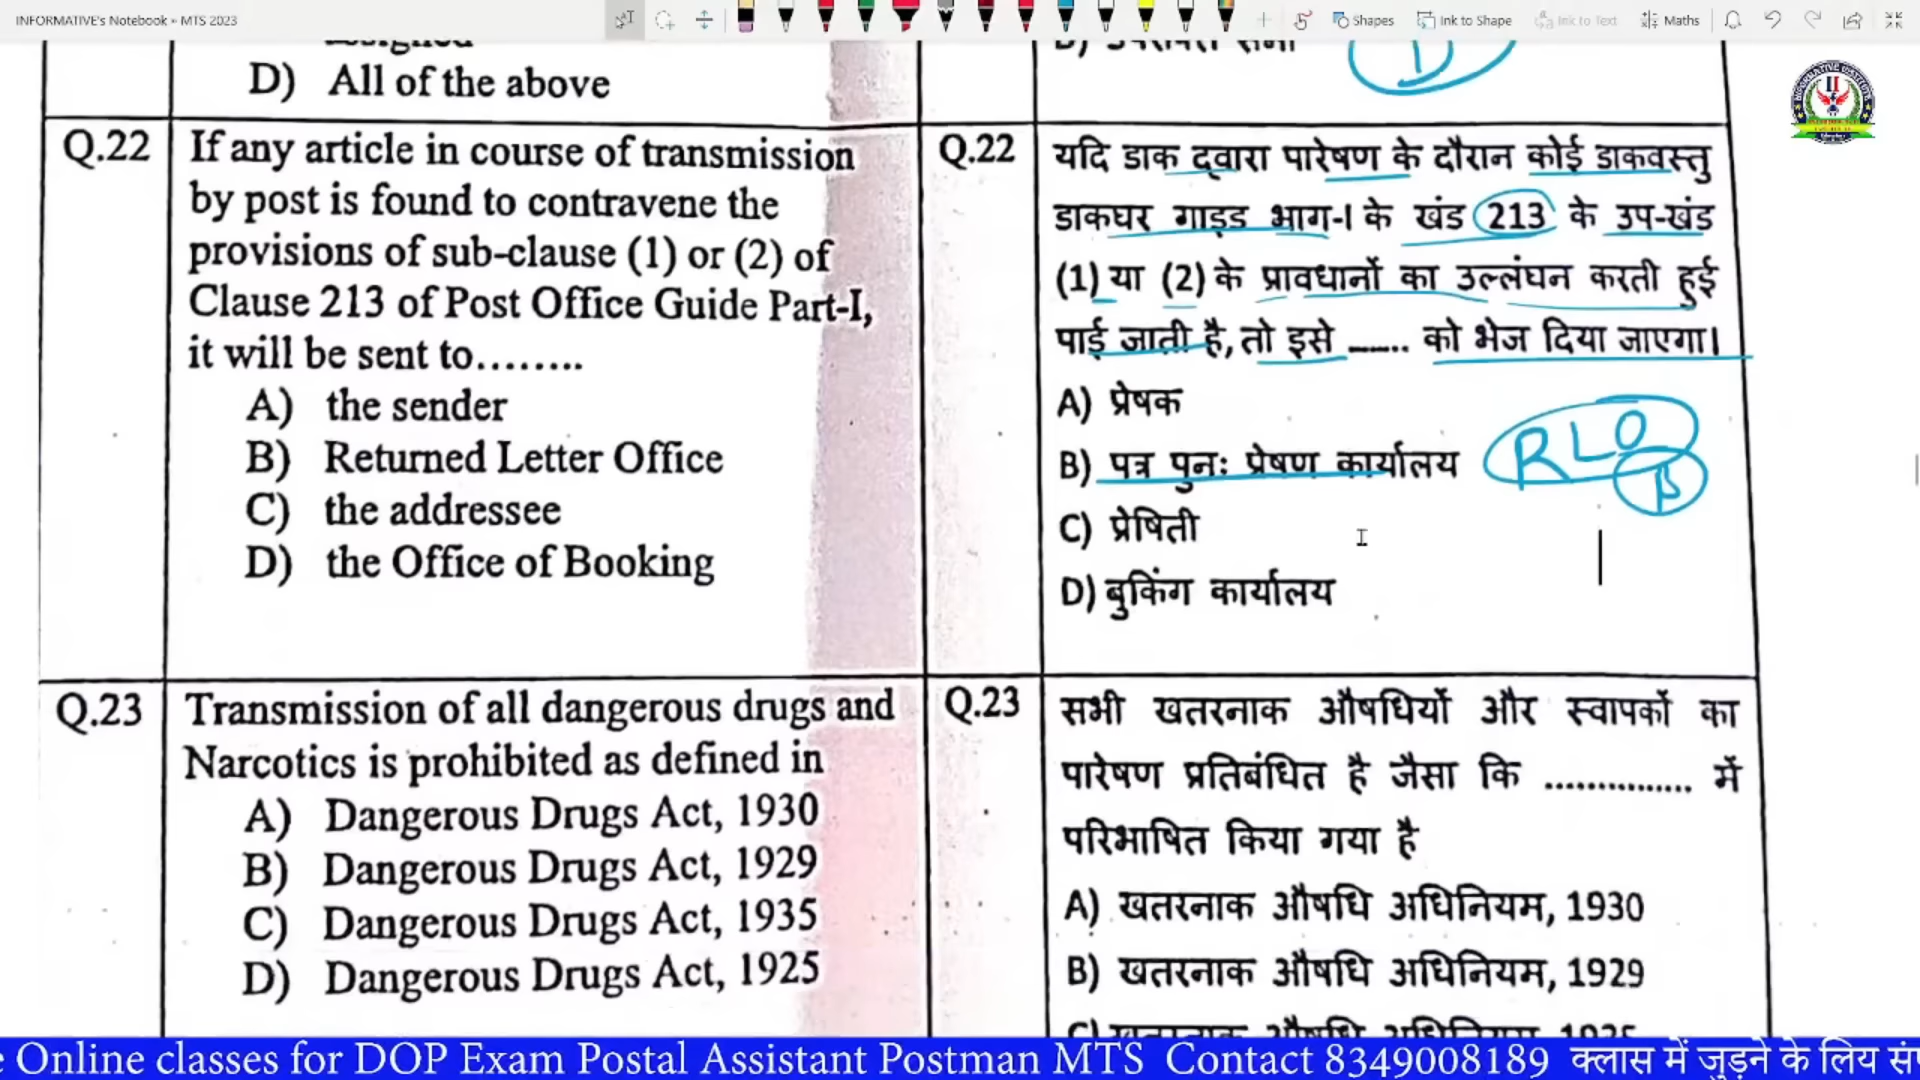 INFORMATIVE's Notebook » MTS 2023
Shapes
Ink to Shape
Ink to Text
Maths
D) All of the above
Q.22
If any article in course of transmission
by post is found to contravene the
provisions of sub-clause (1) or (2) of
Clause 213 of Post Office Guide Part-I,
it will be sent to........
A) the sender
B) Returned Letter Office
C) the addressee
D) the Office of Booking
Q.22
यदि डाक द्वारा पारेषण के दौरान कोई डाकवस्तु
डाकघर गाइड भाग-I के खंड 213 के उप-खंड
(1) या (2) के प्रावधानों का उल्लंघन करती हुई
पाई जाती है, तो इसे ....... को भेज दिया जाएगा।
A) प्रेषक
B) पत्र पुनः प्रेषण कार्यालय
RLO
B
C) प्रेषिती
D) बुकिंग कार्यालय
Q.23
Transmission of all dangerous drugs and
Narcotics is prohibited as defined in
A) Dangerous Drugs Act, 1930
B) Dangerous Drugs Act, 1929
C) Dangerous Drugs Act, 1935
D) Dangerous Drugs Act, 1925
Q.23
सभी खतरनाक औषधियों और स्वापकों का
पारेषण प्रतिबंधित है जैसा कि ............... में
परिभाषित किया गया है
A) खतरनाक औषधि अधिनियम, 1930
B) खतरनाक औषधि अधिनियम, 1929
Online classes for DOP Exam Postal Assistant Postman MTS Contact 8349008189 क्लास में जुड़ने के लिय